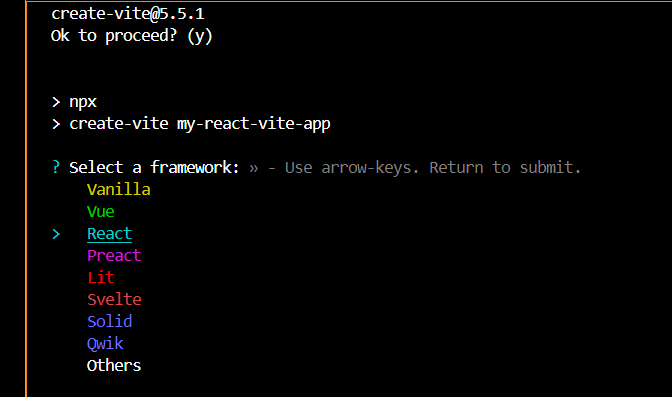 create-vite@5.5.1
Ok to proceed? (y)
> npx
> create-vite my-react-vite-app
? Select a framework: » - Use arrow-keys. Return to submit.
Vanilla
Vue
> React
Preact
Lit
Svelte
Solid
Qwik
Others